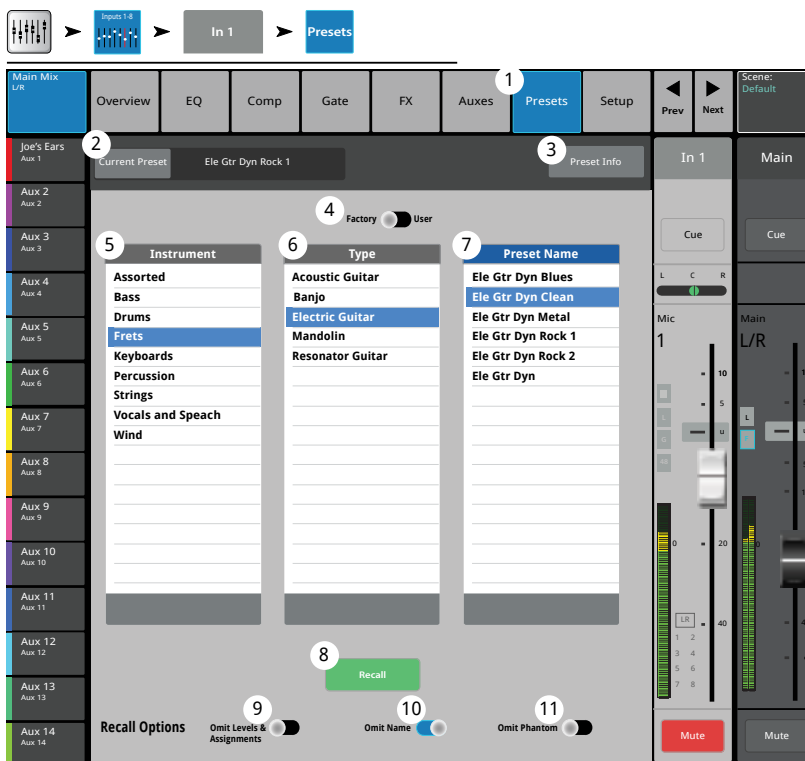 Inputs 1-8
In 1
Presets
Main Mix
L/R
Overview
EQ
Comp
Gate
FX
Auxes
1
Presets
Setup
Prev
Next
Scene:
Default
Joe's Ears
Aux 1
Aux 2
Aux 2
Aux 3
Aux 3
Aux 4
Aux 4
Aux 5
Aux 5
Aux 6
Aux 6
Aux 7
Aux 7
Aux 8
Aux 8
Aux 9
Aux 9
Aux 10
Aux 10
Aux 11
Aux 11
Aux 12
Aux 12
Aux 13
Aux 13
Aux 14
Aux 14
2
Current Preset
Ele Gtr Dyn Rock 1
3
Preset Info
4
Factory
User
5
Instrument
Assorted
Bass
Drums
Frets
Keyboards
Percussion
Strings
Vocals and Speach
Wind
6
Type
Acoustic Guitar
Banjo
Electric Guitar
Mandolin
Resonator Guitar
7
Preset Name
Ele Gtr Dyn Blues
Ele Gtr Dyn Clean
Ele Gtr Dyn Metal
Ele Gtr Dyn Rock 1
Ele Gtr Dyn Rock 2
Ele Gtr Dyn
8
Recall
Recall Options
9
Omit Levels &
Assignments
10
Omit Name
11
Omit Phantom
In 1
Cue
L C R
Mic
1
10
5
U
L
G
0
20
40
LR
1 2
3 4
5 6
7 8
Mute
Main
Cue
Main
L/R
L
0
Mute